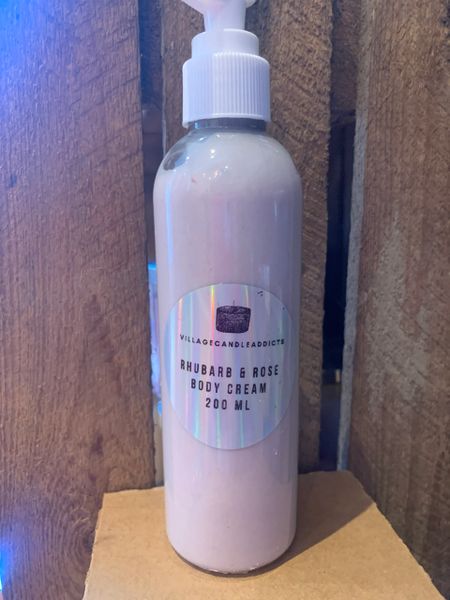 VILLAGECANDLEADDICTS
RHUBARB & ROSE
BODY CREAM
200 ML